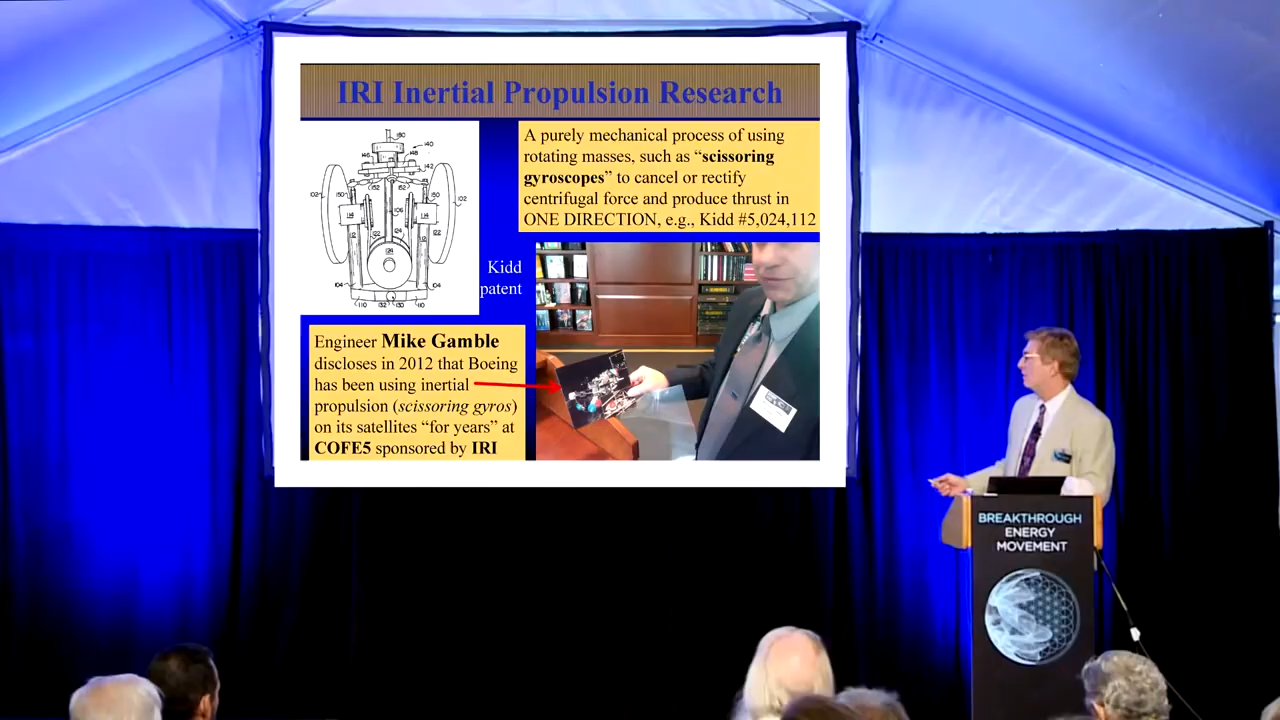 IRI Inertial Propulsion Research
A purely mechanical process of using
rotating masses, such as “scissoring
gyroscopes” to cancel or rectify
centrifugal force and produce thrust in
ONE DIRECTION, e.g., Kidd #5,024,112
Kidd
patent
Engineer Mike Gamble
discloses in 2012 that Boeing
has been using inertial
propulsion (scissoring gyros)
on its satellites “for years” at
COFE5 sponsored by IRI
BREAKTHROUGH
ENERGY
MOVEMENT